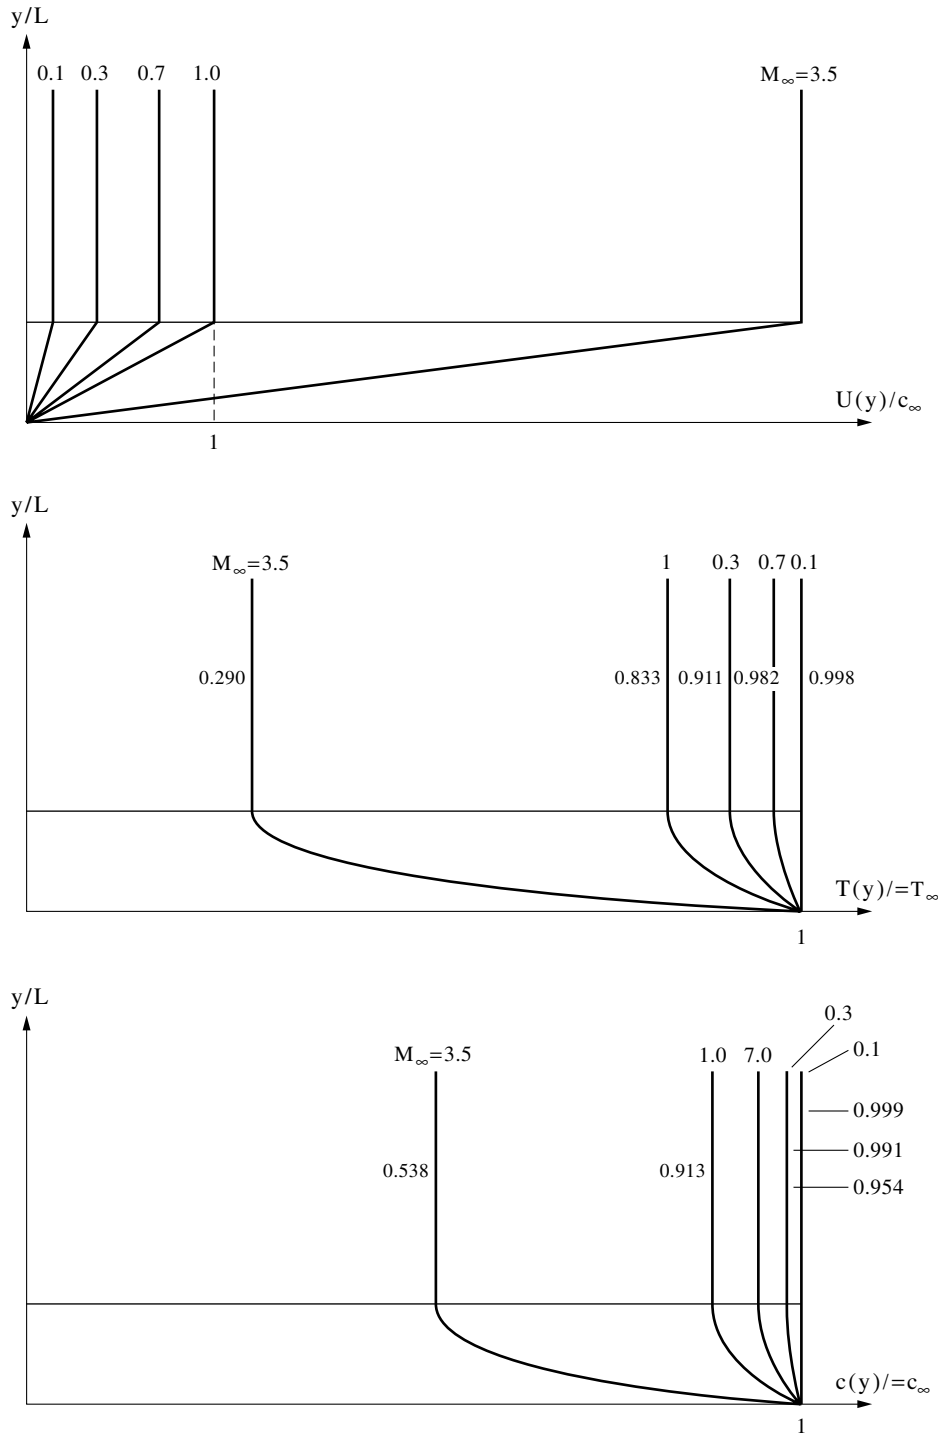 y/L
0.1 0.3 0.7 1.0 M∞=3.5
U(y)/c∞
1
y/L
M∞=3.5 1 0.3 0.7 0.1
0.290 0.833 0.911 0.982 0.998
T(y)/=T∞
1
y/L
0.3
M∞=3.5 1.0 7.0 0.1
0.999
0.991
0.538 0.913
0.954
c(y)/=c∞
1